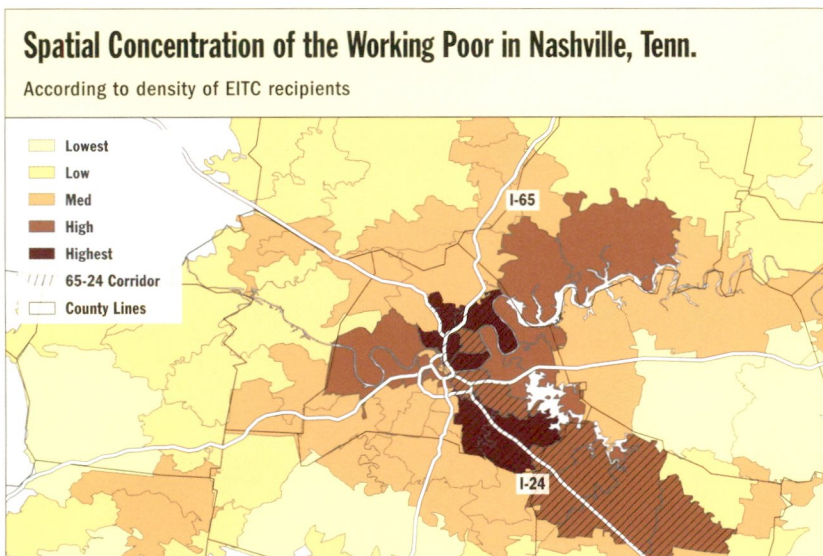 Spatial Concentration of the Working Poor in Nashville, Tenn.
According to density of EITC recipients
Lowest
Low
Med
High
Highest
65-24 Corridor
County Lines
I-65
I-24